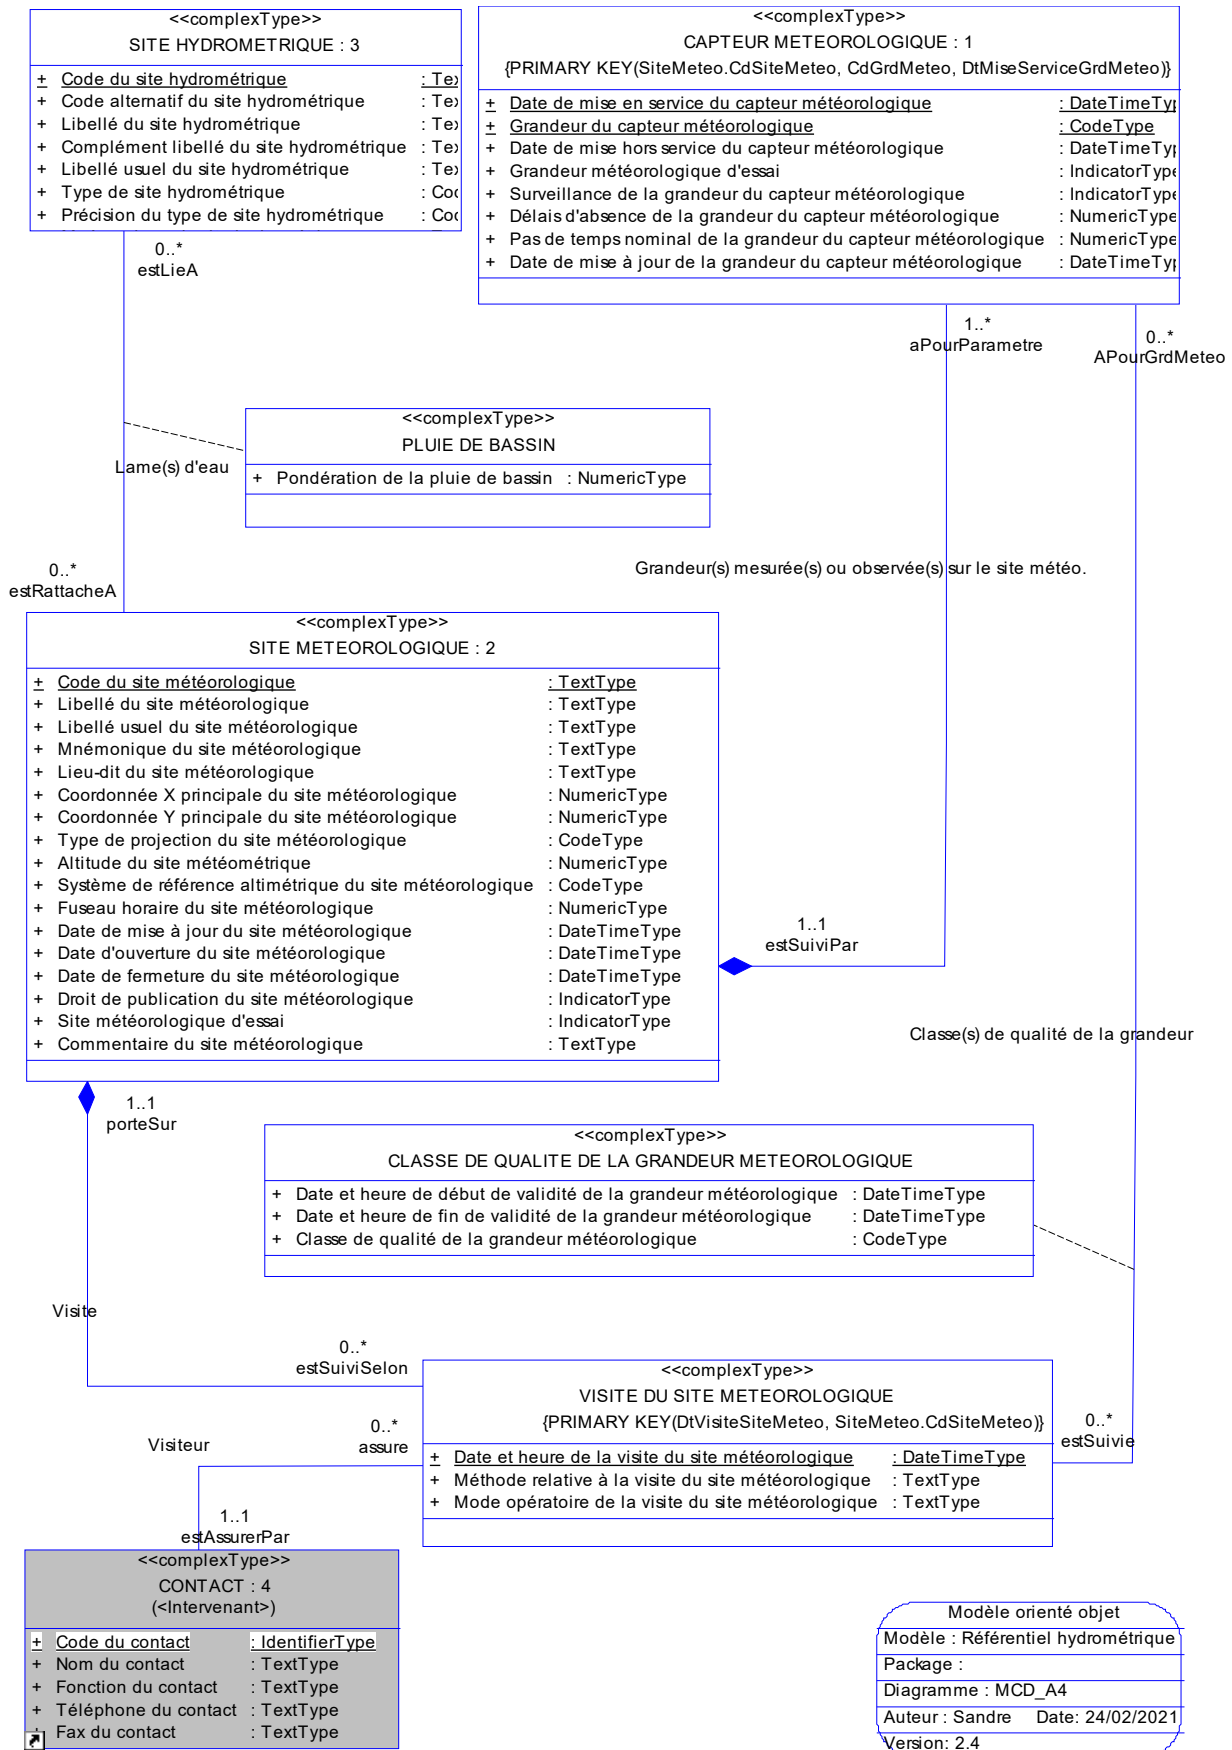 <<complexType>>
SITE HYDROMETRIQUE : 3
+ Code du site hydrométrique : Tex
+ Code alternatif du site hydrométrique : Tex
+ Libellé du site hydrométrique : Tex
+ Complément libellé du site hydrométrique : Tex
+ Libellé usuel du site hydrométrique : Tex
+ Type de site hydrométrique : Cod
+ Précision du type de site hydrométrique : Cod
<<complexType>>
CAPTEUR METEOROLOGIQUE : 1
{PRIMARY KEY(SiteMeteo.CdSiteMeteo, CdGrdMeteo, DtMiseServiceGrdMeteo)}
+ Date de mise en service du capteur météorologique : DateTimeTyp
+ Grandeur du capteur météorologique : CodeType
+ Date de mise hors service du capteur météorologique : DateTimeTyp
+ Grandeur météorologique d'essai : IndicatorType
+ Surveillance de la grandeur du capteur météorologique : IndicatorType
+ Délais d'absence de la grandeur du capteur météorologique : NumericType
+ Pas de temps nominal de la grandeur du capteur météorologique : NumericType
+ Date de mise à jour de la grandeur du capteur météorologique : DateTimeTyp
0..*
estLieA
1..*
aPourParametre
0..*
APourGrdMeteo
<<complexType>>
PLUIE DE BASSIN
+ Pondération de la pluie de bassin : NumericType
Lame(s) d'eau
0..*
estRattacheA
Grandeur(s) mesurée(s) ou observée(s) sur le site météo.
<<complexType>>
SITE METEOROLOGIQUE : 2
+ Code du site météorologique : TextType
+ Libellé du site météorologique : TextType
+ Libellé usuel du site météorologique : TextType
+ Mnémonique du site météorologique : TextType
+ Lieu-dit du site météorologique : TextType
+ Coordonnée X principale du site météorologique : NumericType
+ Coordonnée Y principale du site météorologique : NumericType
+ Type de projection du site météorologique : CodeType
+ Altitude du site météométrique : NumericType
+ Système de référence altimétrique du site météorologique : CodeType
+ Fuseau horaire du site météorologique : NumericType
+ Date de mise à jour du site météorologique : DateTimeType
+ Date d'ouverture du site météorologique : DateTimeType
+ Date de fermeture du site météorologique : DateTimeType
+ Droit de publication du site météorologique : IndicatorType
+ Site météorologique d'essai : IndicatorType
+ Commentaire du site météorologique : TextType
1..1
estSuiviPar
Classe(s) de qualité de la grandeur
1..1
porteSur
<<complexType>>
CLASSE DE QUALITE DE LA GRANDEUR METEOROLOGIQUE
+ Date et heure de début de validité de la grandeur météorologique : DateTimeType
+ Date et heure de fin de validité de la grandeur météorologique : DateTimeType
+ Classe de qualité de la grandeur météorologique : CodeType
Visite
0..*
estSuiviSelon
<<complexType>>
VISITE DU SITE METEOROLOGIQUE
{PRIMARY KEY(DtVisiteSiteMeteo, SiteMeteo.CdSiteMeteo)}
+ Date et heure de la visite du site météorologique : DateTimeType
+ Méthode relative à la visite du site météorologique : TextType
+ Mode opératoire de la visite du site météorologique : TextType
0..*
estSuivie
Visiteur
0..*
assure
1..1
estAssurerPar
<<complexType>>
CONTACT : 4
(<Intervenant>)
+ Code du contact : IdentifierType
+ Nom du contact : TextType
+ Fonction du contact : TextType
+ Téléphone du contact : TextType
+ Fax du contact : TextType
Modèle orienté objet
Modèle : Référentiel hydrométrique
Package :
Diagramme : MCD_A4
Auteur : Sandre Date: 24/02/2021
Version: 2.4